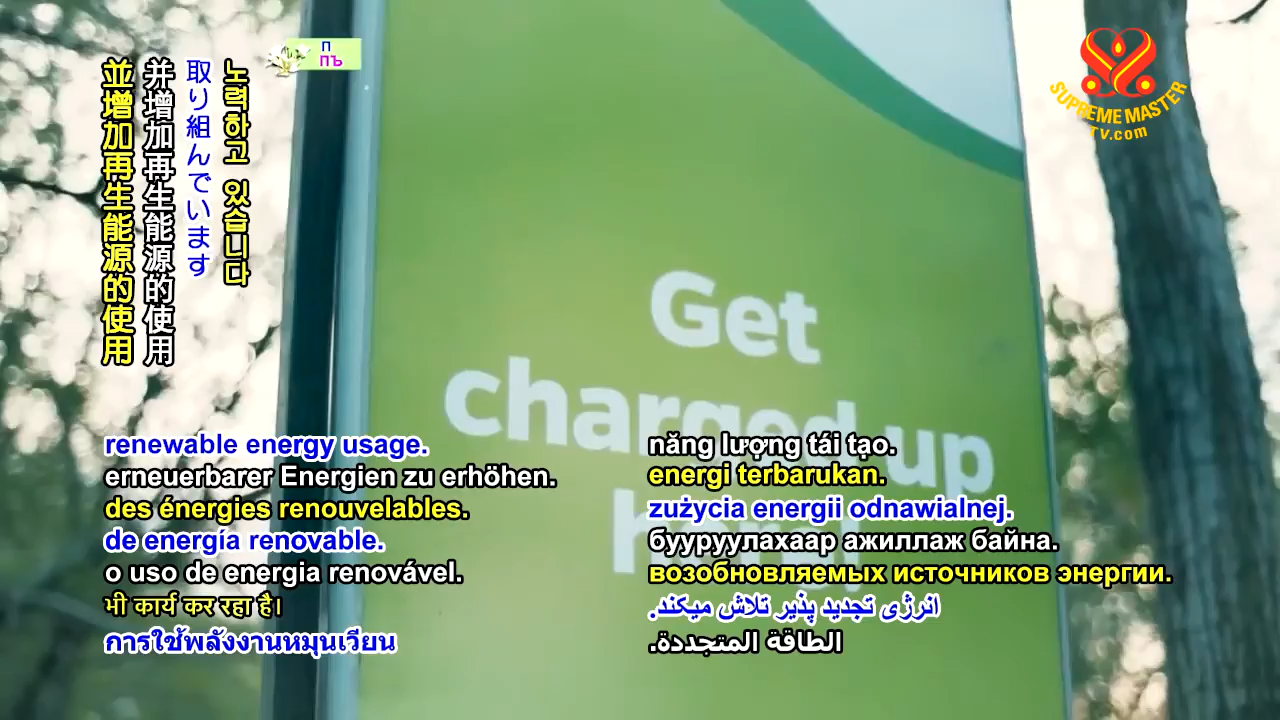 並增加再生能源的使用
并增加再生能源的使用
取り組んでいます
노력하고 있습니다
П
ПЪ
SUPREME MASTER
TV.com
Get
charged up
here!
renewable energy usage.
erneuerbarer Energien zu erhöhen.
des énergies renouvelables.
de energía renovable.
o uso de energia renovável.
भी कार्य कर रहा है।
การใช้พลังงานหมุนเวียน
năng lượng tái tạo.
energi terbarukan.
zużycia energii odnawialnej.
бууруулахаар ажиллаж байна.
возобновляемых источников энергии.
انرژی تجدید پذیر تلاش میکند.
الطاقة المتجددة.